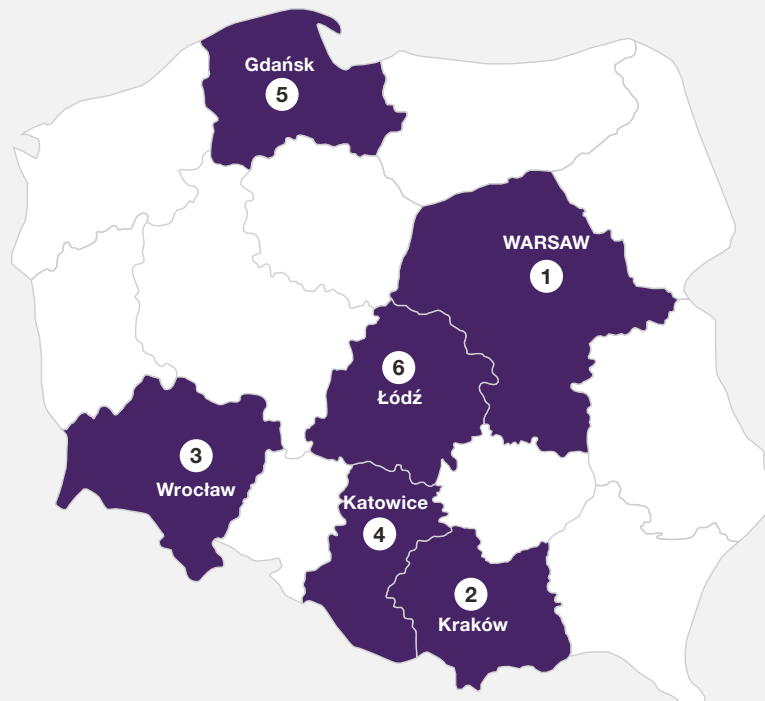 Gdańsk
5
WARSAW
1
6
Łódź
3
Wrocław
Katowice
4
2
Kraków